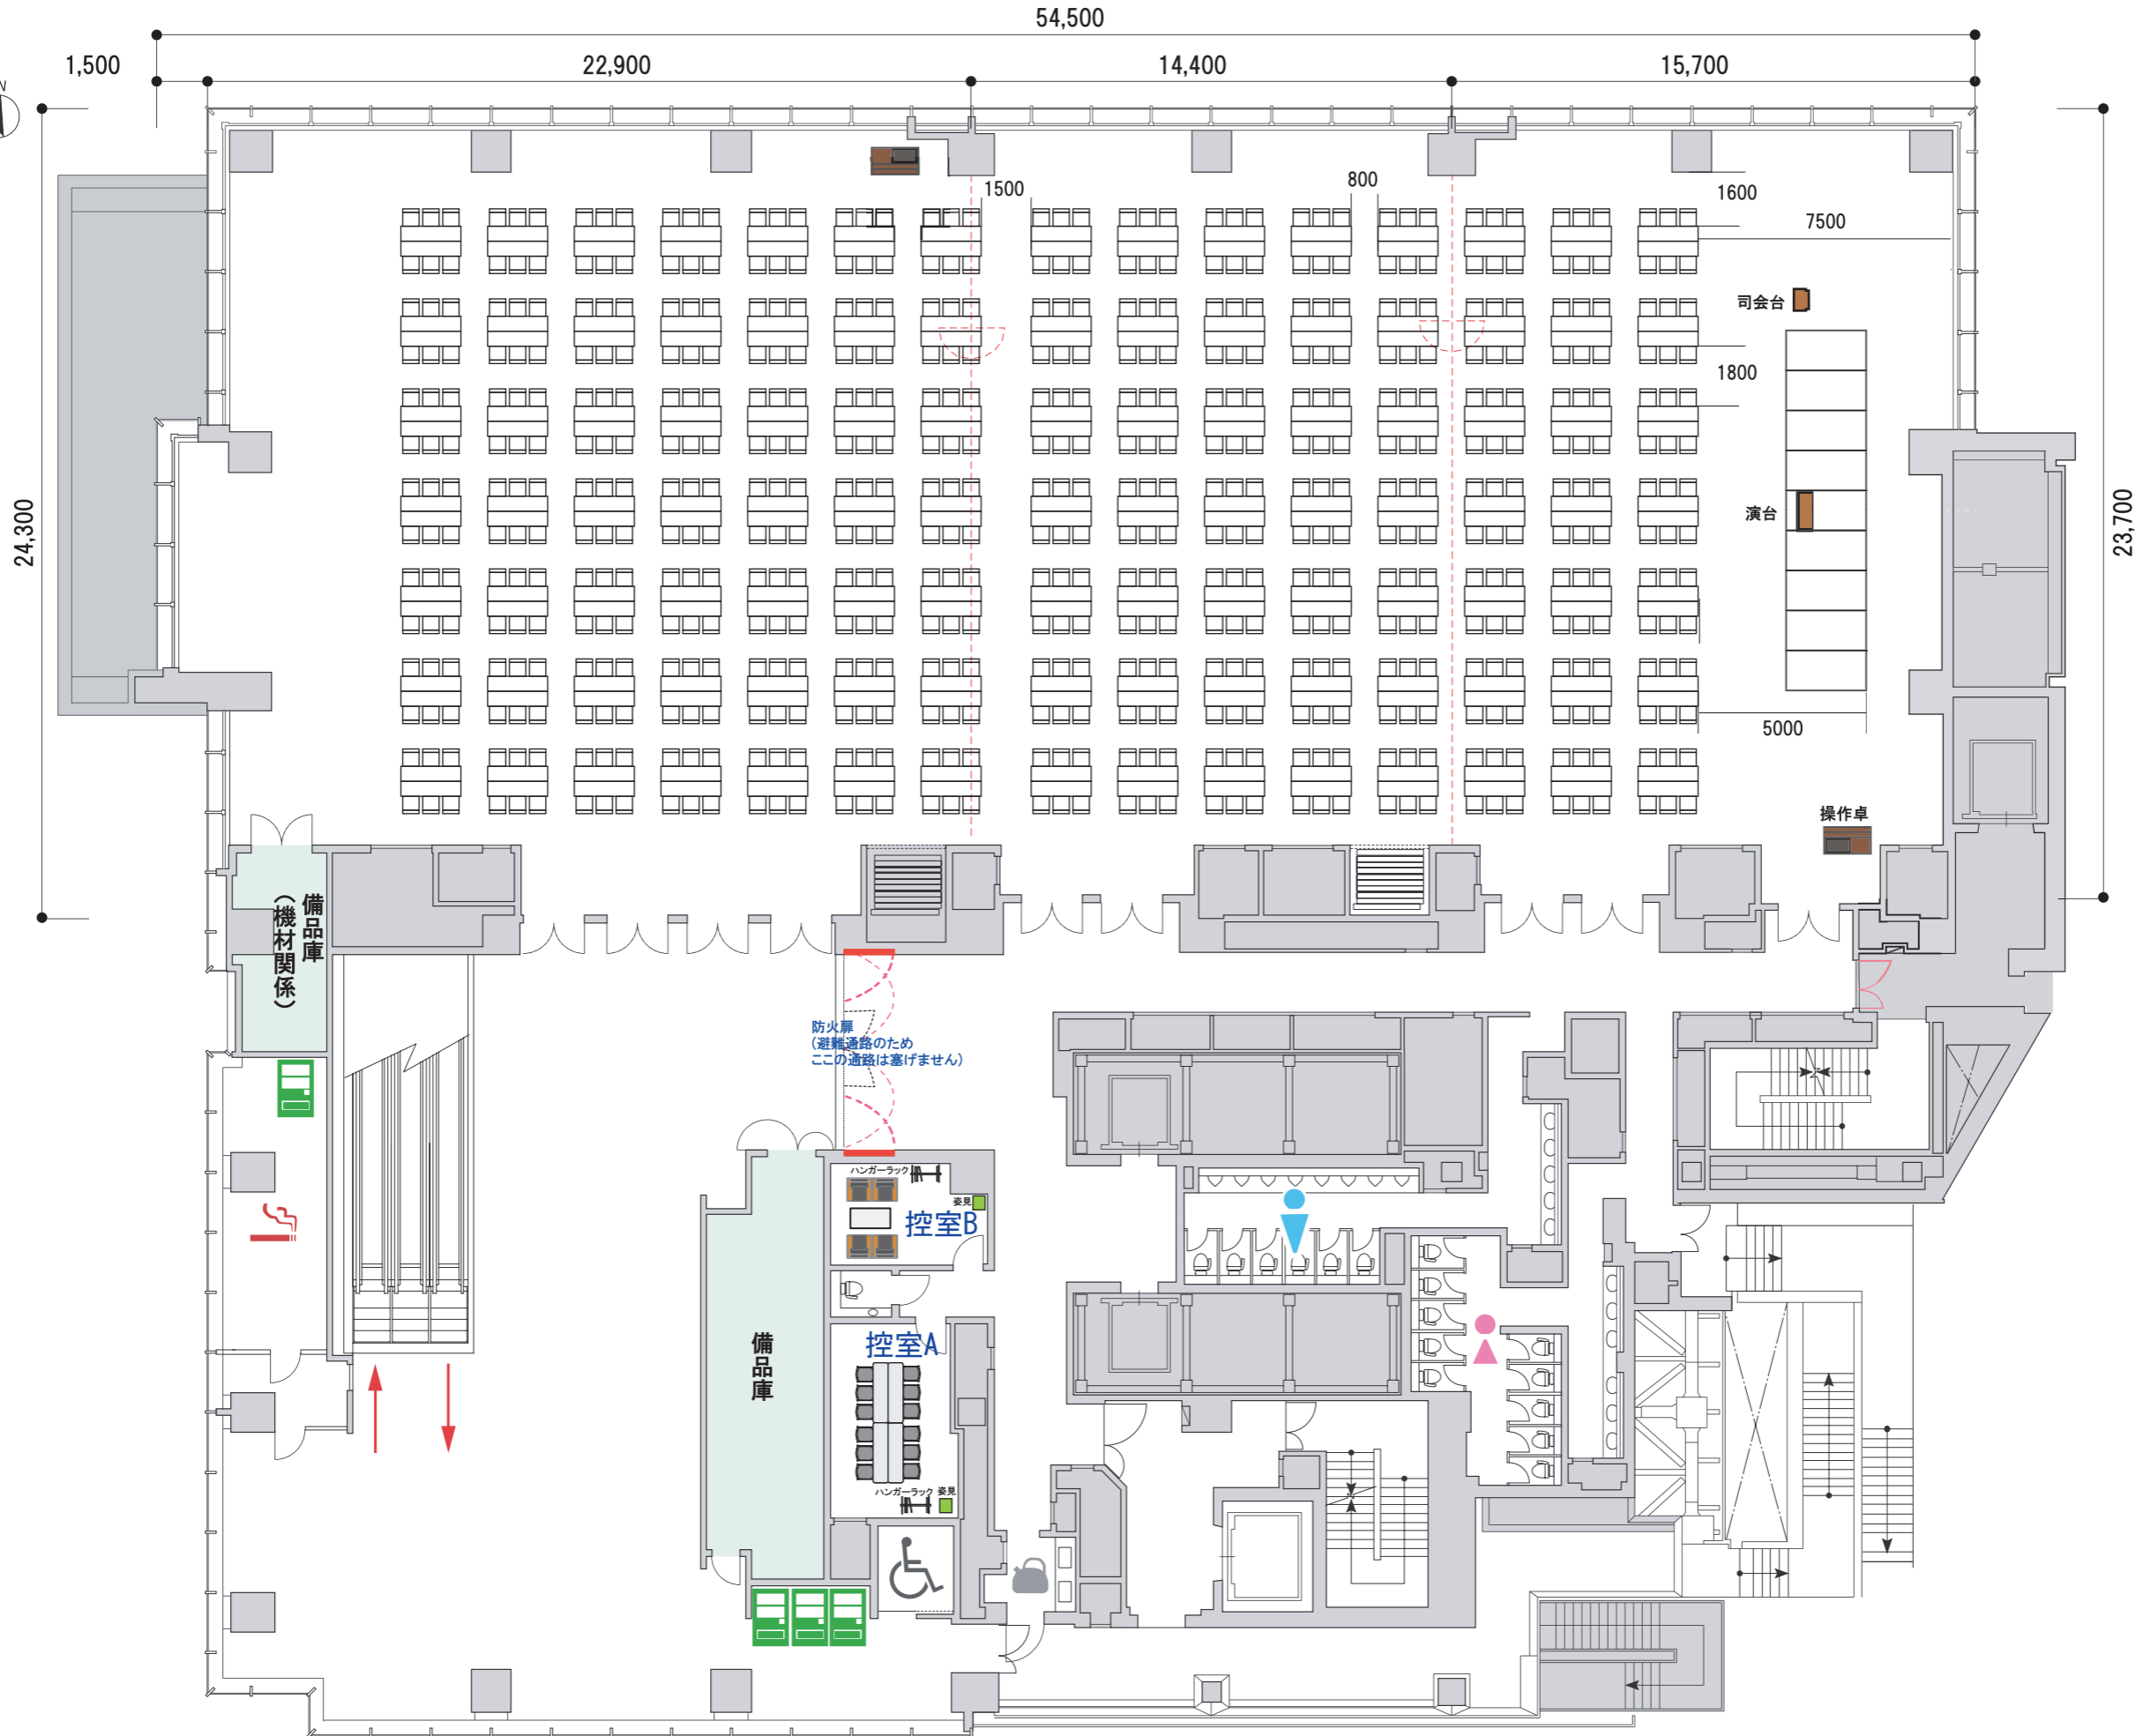 54,500
1,500
22,900
14,400
15,700
N
1500
800
1600
7500
司会台
1800
24,300
演台
23,700
5000
操作卓
備品庫
(機材関係)
防火扉
(避難通路のため
ここの通路は塞げません)
ハンガーラック
姿見
控室B
控室A
備品庫
ハンガーラック 姿見